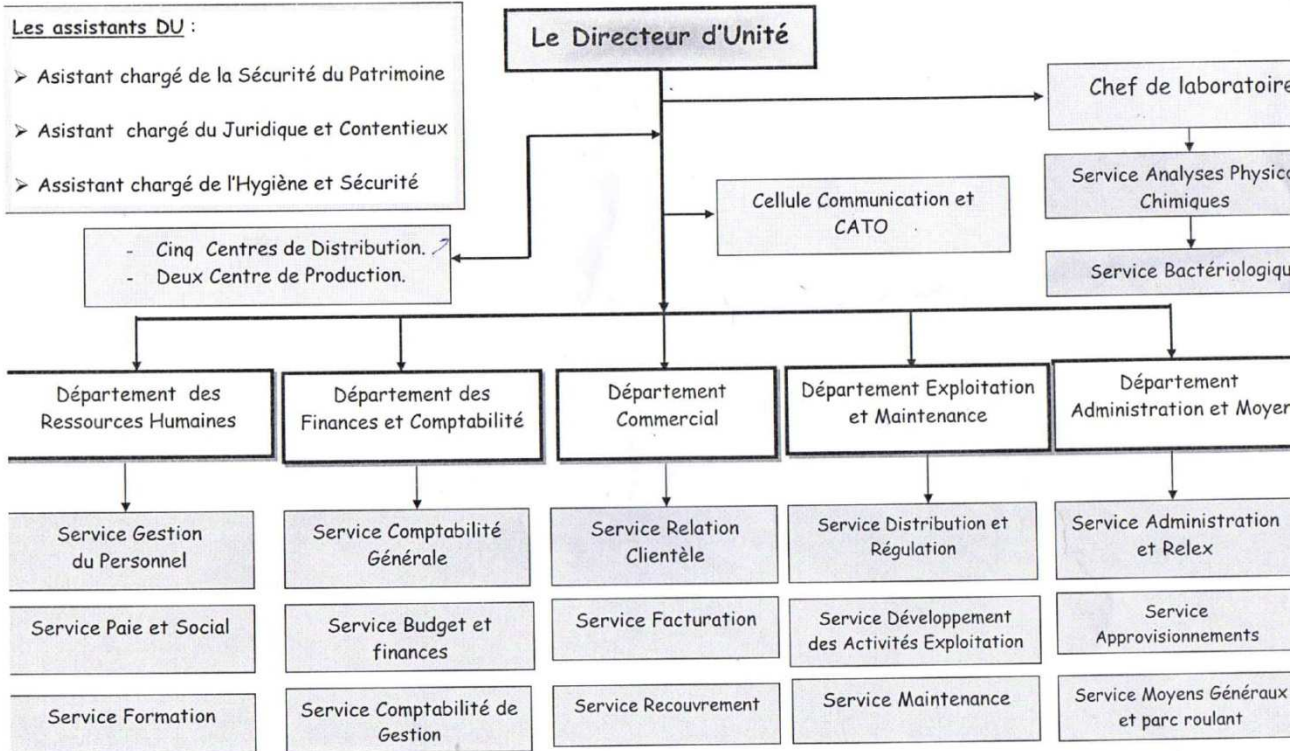 Les assistants DU :
➢ Asistant chargé de la Sécurité du Patrimoine
➢ Asistant chargé du Juridique et Contentieux
➢ Assistant chargé de l'Hygiène et Sécurité
Le Directeur d'Unité
Chef de laboratoire
Service Analyses Physico
Chimiques
Service Bactériologiqu
Cellule Communication et
CATO
- Cinq Centres de Distribution.
- Deux Centre de Production.
Département des
Ressources Humaines
Département des
Finances et Comptabilité
Département
Commercial
Département Exploitation
et Maintenance
Département
Administration et Moyen
Service Gestion
du Personnel
Service Comptabilité
Générale
Service Relation
Clientèle
Service Distribution et
Régulation
Service Administration
et Relex
Service Paie et Social
Service Budget et
finances
Service Facturation
Service Développement
des Activités Exploitation
Service
Approvisionnements
Service Formation
Service Comptabilité de
Gestion
Service Recouvrement
Service Maintenance
Service Moyens Généraux
et parc roulant